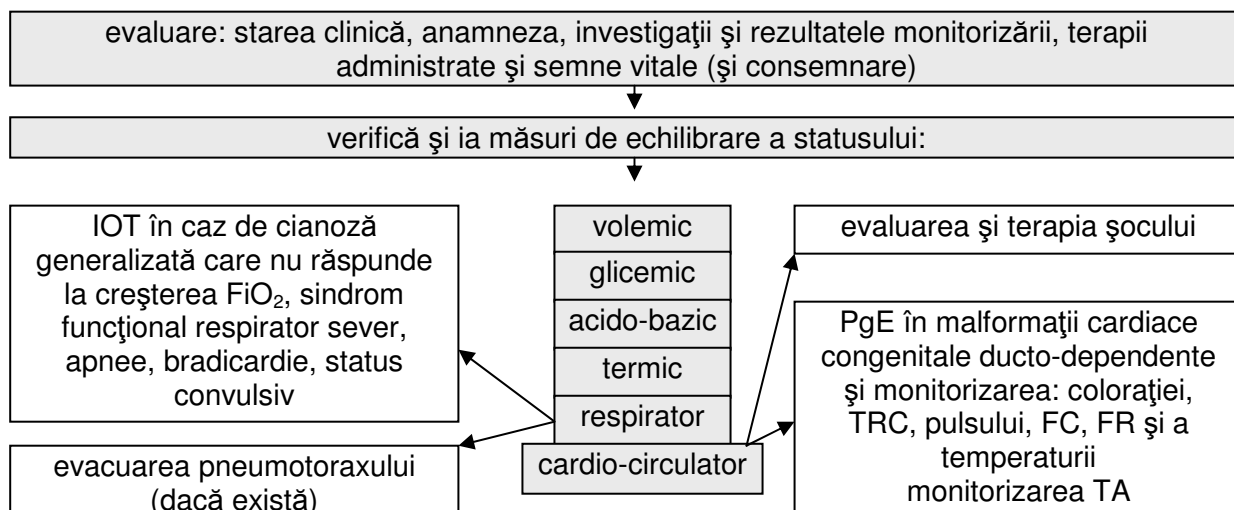 evaluare: starea clinică, anamneza, investigaţii şi rezultatele monitorizării, terapii
administrate şi semne vitale (şi consemnare)
verifică şi ia măsuri de echilibrare a statusului:
IOT în caz de cianoză
generalizată care nu răspunde
la creşterea FiO₂, sindrom
funcţional respirator sever,
apnee, bradicardie, status
convulsiv
evacuarea pneumotoraxului
(dacă există)
volemic
glicemic
acido-bazic
termic
respirator
cardio-circulator
evaluarea şi terapia şocului
PgE în malformaţii cardiace
congenitale ducto-dependente
şi monitorizarea: coloraţiei,
TRC, pulsului, FC, FR şi a
temperaturii
monitorizarea TA